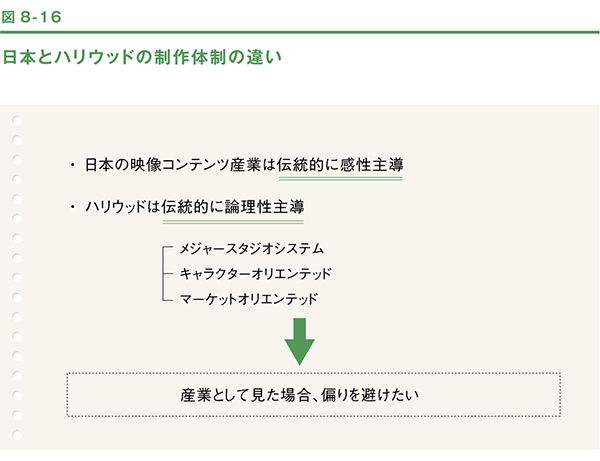 図 8-16
日本とハリウッドの制作体制の違い
・ 日本の映像コンテンツ産業は伝統的に感性主導
・ ハリウッドは伝統的に論理性主導
メジャースタジオシステム
キャラクターオリエンテッド
マーケットオリエンテッド
産業として見た場合、偏りを避けたい